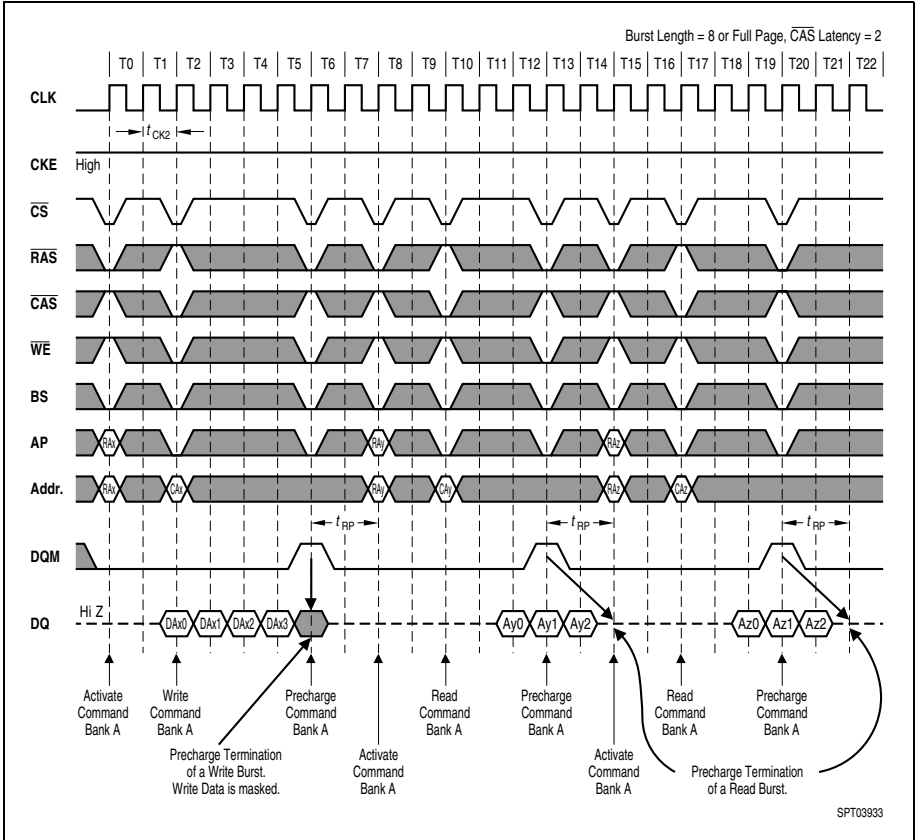 Burst Length = 8 or Full Page, CAS Latency = 2
T0 T1 T2 T3 T4 T5 T6 T7 T8 T9 T10 T11 T12 T13 T14 T15 T16 T17 T18 T19 T20 T21 T22
CLK
tCK2
CKE High
CS
RAS
CAS
WE
BS
AP RAx RAy RAz
Addr. RAx CAx RAy CAy RAz CAz
tRP tRP tRP
DQM
DQ Hi Z DAx0 DAx1 DAx2 DAx3 Ay0 Ay1 Ay2 Az0 Az1 Az2
Activate
Command
Bank A
Write
Command
Bank A
Precharge
Command
Bank A
Read
Command
Bank A
Precharge
Command
Bank A
Read
Command
Bank A
Precharge
Command
Bank A
Precharge Termination
of a Write Burst.
Write Data is masked.
Activate
Command
Bank A
Activate
Command
Bank A
Precharge Termination
of a Read Burst.
SPT03933